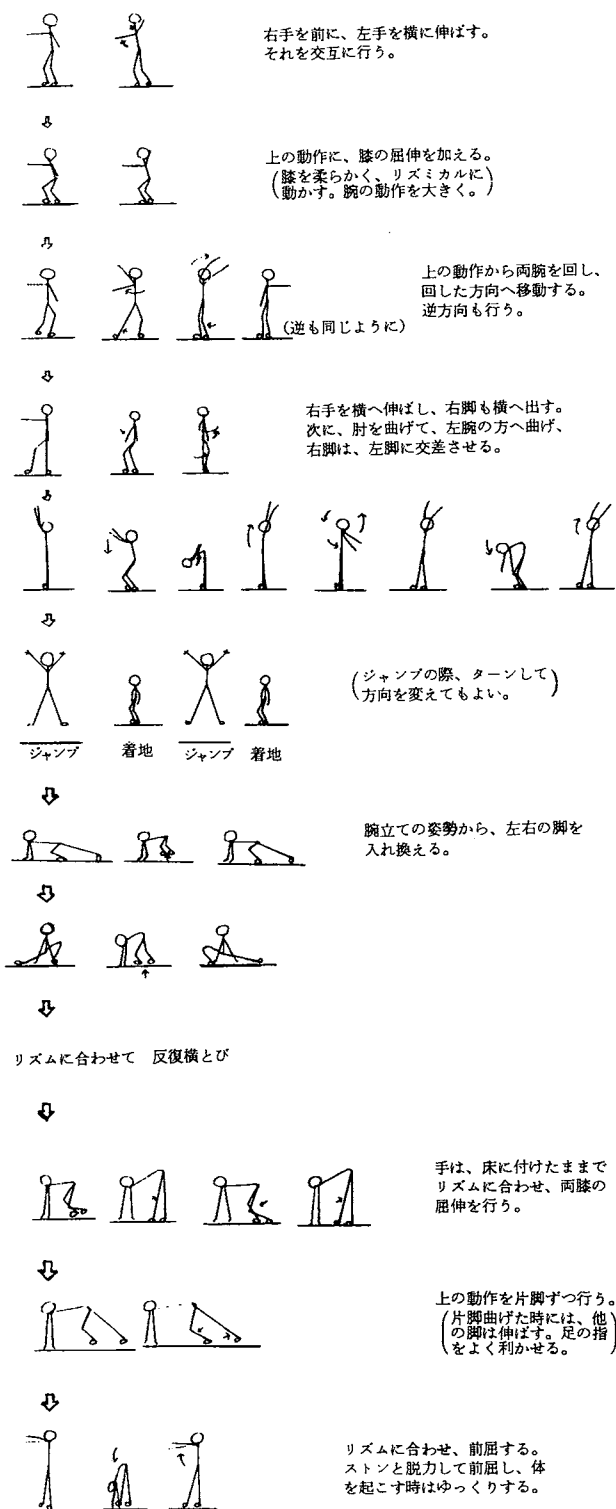 右手を前に、左手を横に伸ばす。
それを交互に行う。
上の動作に、膝の屈伸を加える。
(膝を柔らかく、リズミカルに
動かす。腕の動作を大きく。)
上の動作から両腕を回し、
回した方向へ移動する。
逆方向も行う。
(逆も同じように)
右手を横へ伸ばし、右脚も横へ出す。
次に、肘を曲げて、左腕の方へ曲げ、
右脚は、左脚に交差させる。
(ジャンプの際、ターンして
方向を変えてもよい。)
ジャンプ 着地 ジャンプ 着地
腕立ての姿勢から、左右の脚を
入れ換える。
リズムに合わせて 反復横とび
手は、床に付けたままで
リズムに合わせ、両膝の
屈伸を行う。
上の動作を片脚ずつ行う。
(片脚曲げた時には、他
の脚は伸ばす。足の指
をよく利かせる。)
リズムに合わせ、前屈する。
ストンと脱力して前屈し、体
を起こす時はゆっくりする。